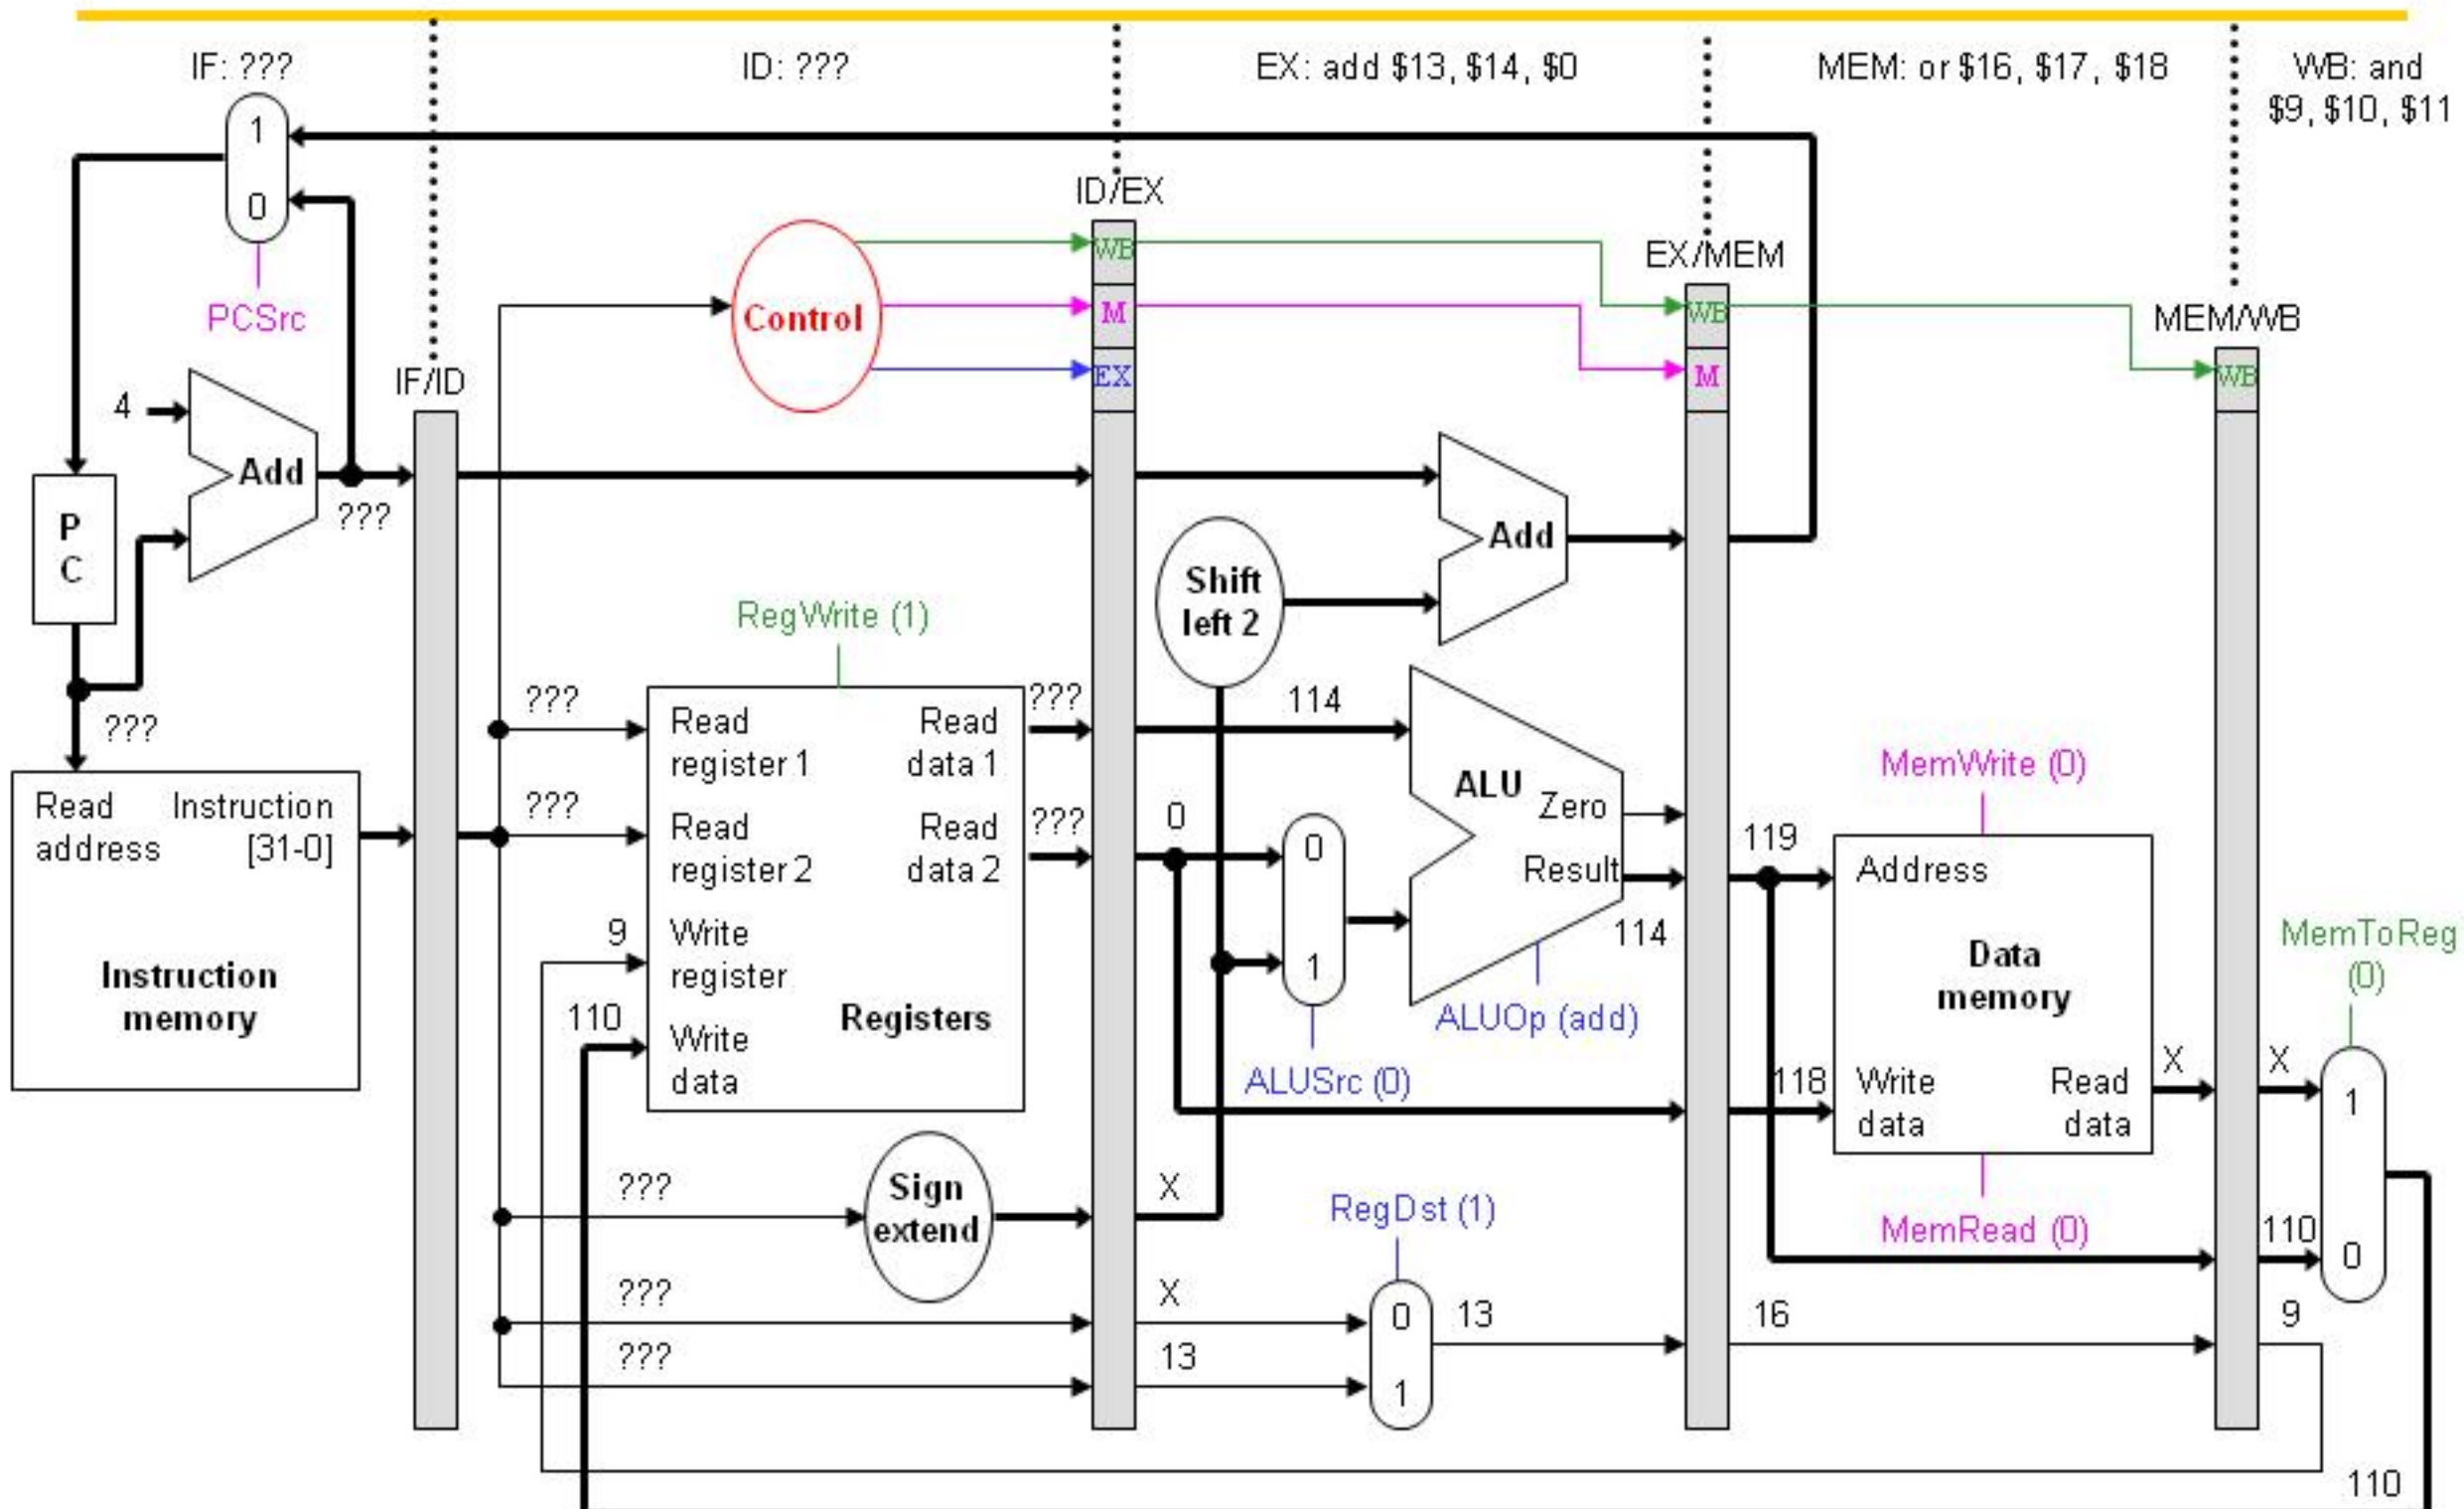 IF: ???
ID: ???
EX: add $13, $14, $0
MEM: or $16, $17, $18
WB: and
$9, $10, $11
1
0
PCSrc
ID/EX
WB
M
EX
Control
EX/MEM
WB
M
MEM/WB
WB
IF/ID
4
Add
???
P
C
???
Add
Shift
left 2
RegWrite (1)
???
???
Read
register 1
Read
data 1
???
Read
register 2
Read
data 2
???
9
Write
register
110
Write
data
Registers
Read
address
Instruction
[31-0]
Instruction
memory
114
0
0
1
ALUSrc (0)
ALU
Zero
Result
114
ALUOp (add)
119
MemWrite (0)
Address
Data
memory
118
Write
data
Read
data
MemRead (0)
X
X
MemToReg
(0)
1
0
110
???
Sign
extend
X
RegDst (1)
???
X
0
1
13
16
9
???
13
110